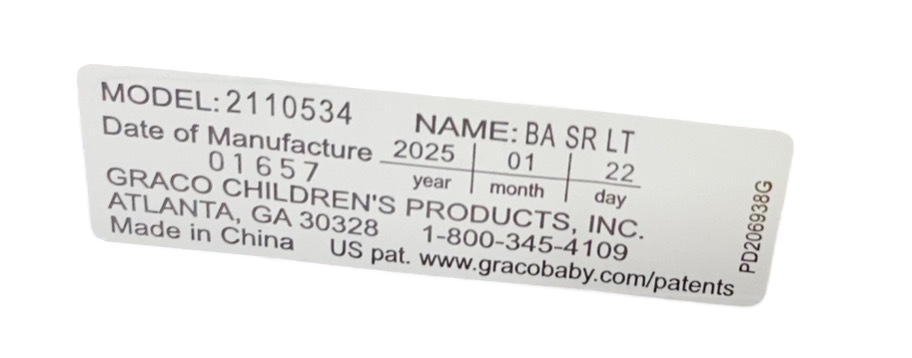 MODEL: 2110534 NAME: BA SR LT
Date of Manufacture 2025 | 01 | 22
01657 year month day
GRACO CHILDREN'S PRODUCTS, INC.
ATLANTA, GA 30328 1-800-345-4109
Made in China US pat. www.gracobaby.com/patents
PD206938G